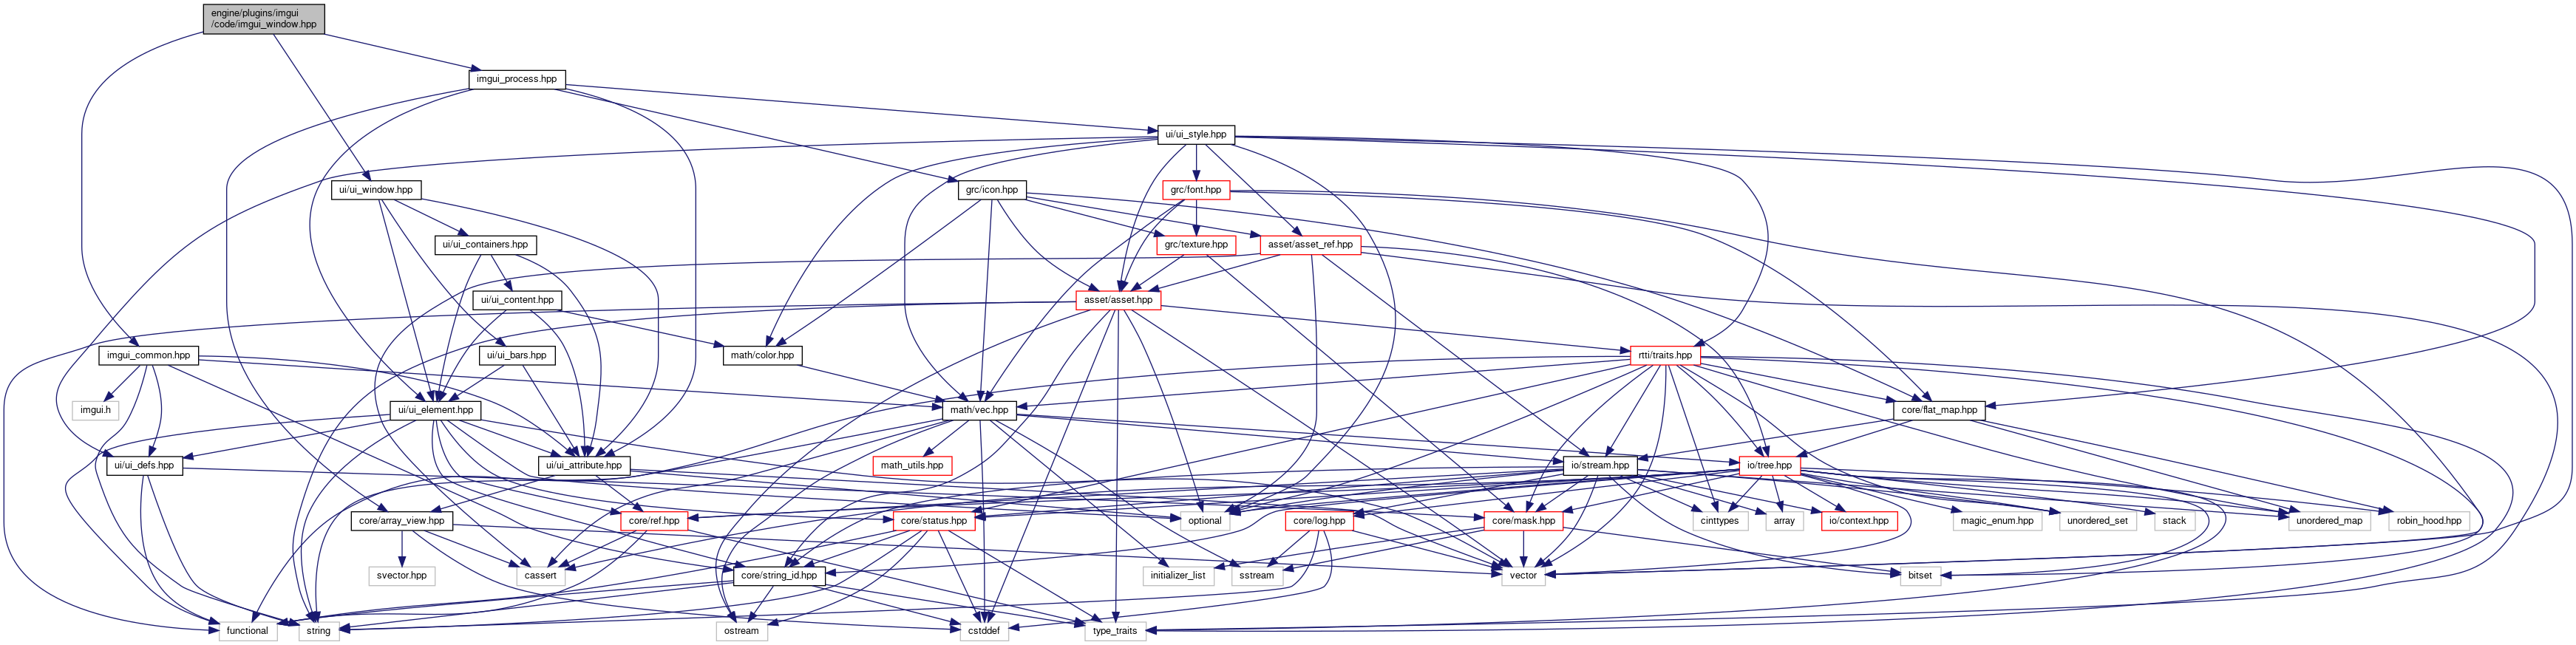 engine/plugins/imgui
/code/imgui_window.hpp
imgui_process.hpp
ui/ui_style.hpp
ui/ui_window.hpp
grc/icon.hpp
grc/font.hpp
ui/ui_containers.hpp
grc/texture.hpp
asset/asset_ref.hpp
ui/ui_content.hpp
asset/asset.hpp
imgui_common.hpp
ui/ui_bars.hpp
math/color.hpp
rtti/traits.hpp
imgui.h
ui/ui_element.hpp
math/vec.hpp
core/flat_map.hpp
ui/ui_defs.hpp
ui/ui_attribute.hpp
math_utils.hpp
io/stream.hpp
io/tree.hpp
core/array_view.hpp
core/ref.hpp
core/status.hpp
optional
core/log.hpp
core/mask.hpp
cinttypes
array
io/context.hpp
magic_enum.hpp
unordered_set
stack
unordered_map
robin_hood.hpp
svector.hpp
cassert
core/string_id.hpp
initializer_list
sstream
vector
bitset
functional
string
ostream
cstddef
type_traits